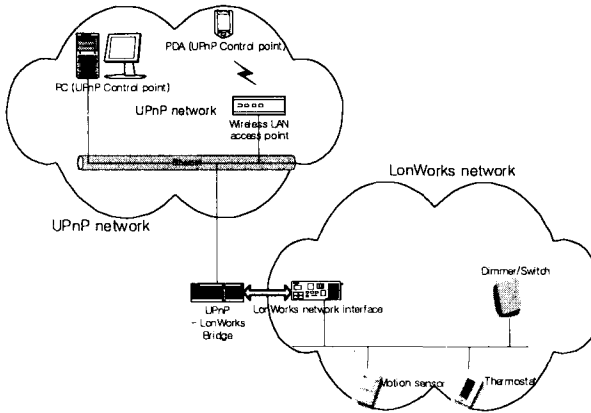 PDA (UPnP Control point)
PC (UPnP Control point)
UPnP network
Wireless LAN
access point
Ethernet
UPnP network
LonWorks network
Dimmer/Switch
UPnP
- LonWorks
Bridge
LonWorks network interface
Motion sensor
Thermostat